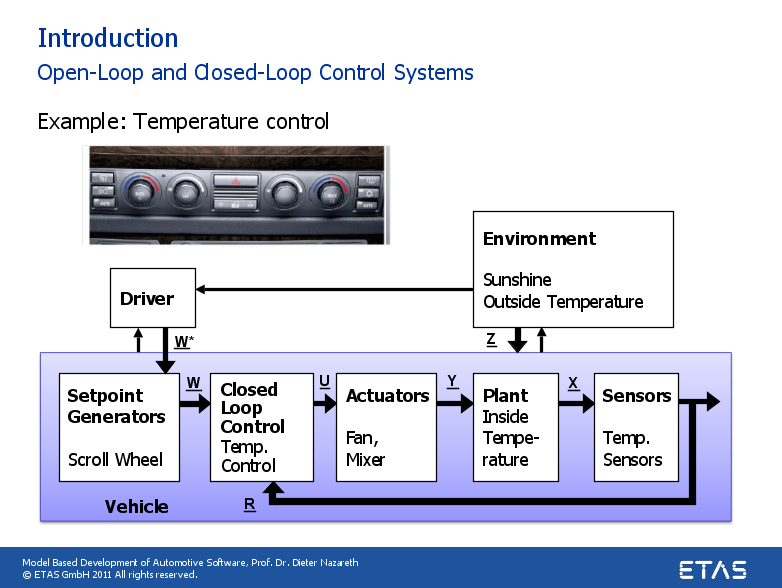 Introduction
Open-Loop and Closed-Loop Control Systems
Example: Temperature control
Environment
Sunshine
Outside Temperature
Driver
W*
Z
Setpoint
Generators
Scroll Wheel
W
Closed
Loop
Control
Temp.
Control
U
Actuators
Fan,
Mixer
Y
Plant
Inside
Tempe-
rature
X
Sensors
Temp.
Sensors
Vehicle
R
Model Based Development of Automotive Software, Prof. Dr. Dieter Nazareth
© ETAS GmbH 2011 All rights reserved.
ETAS